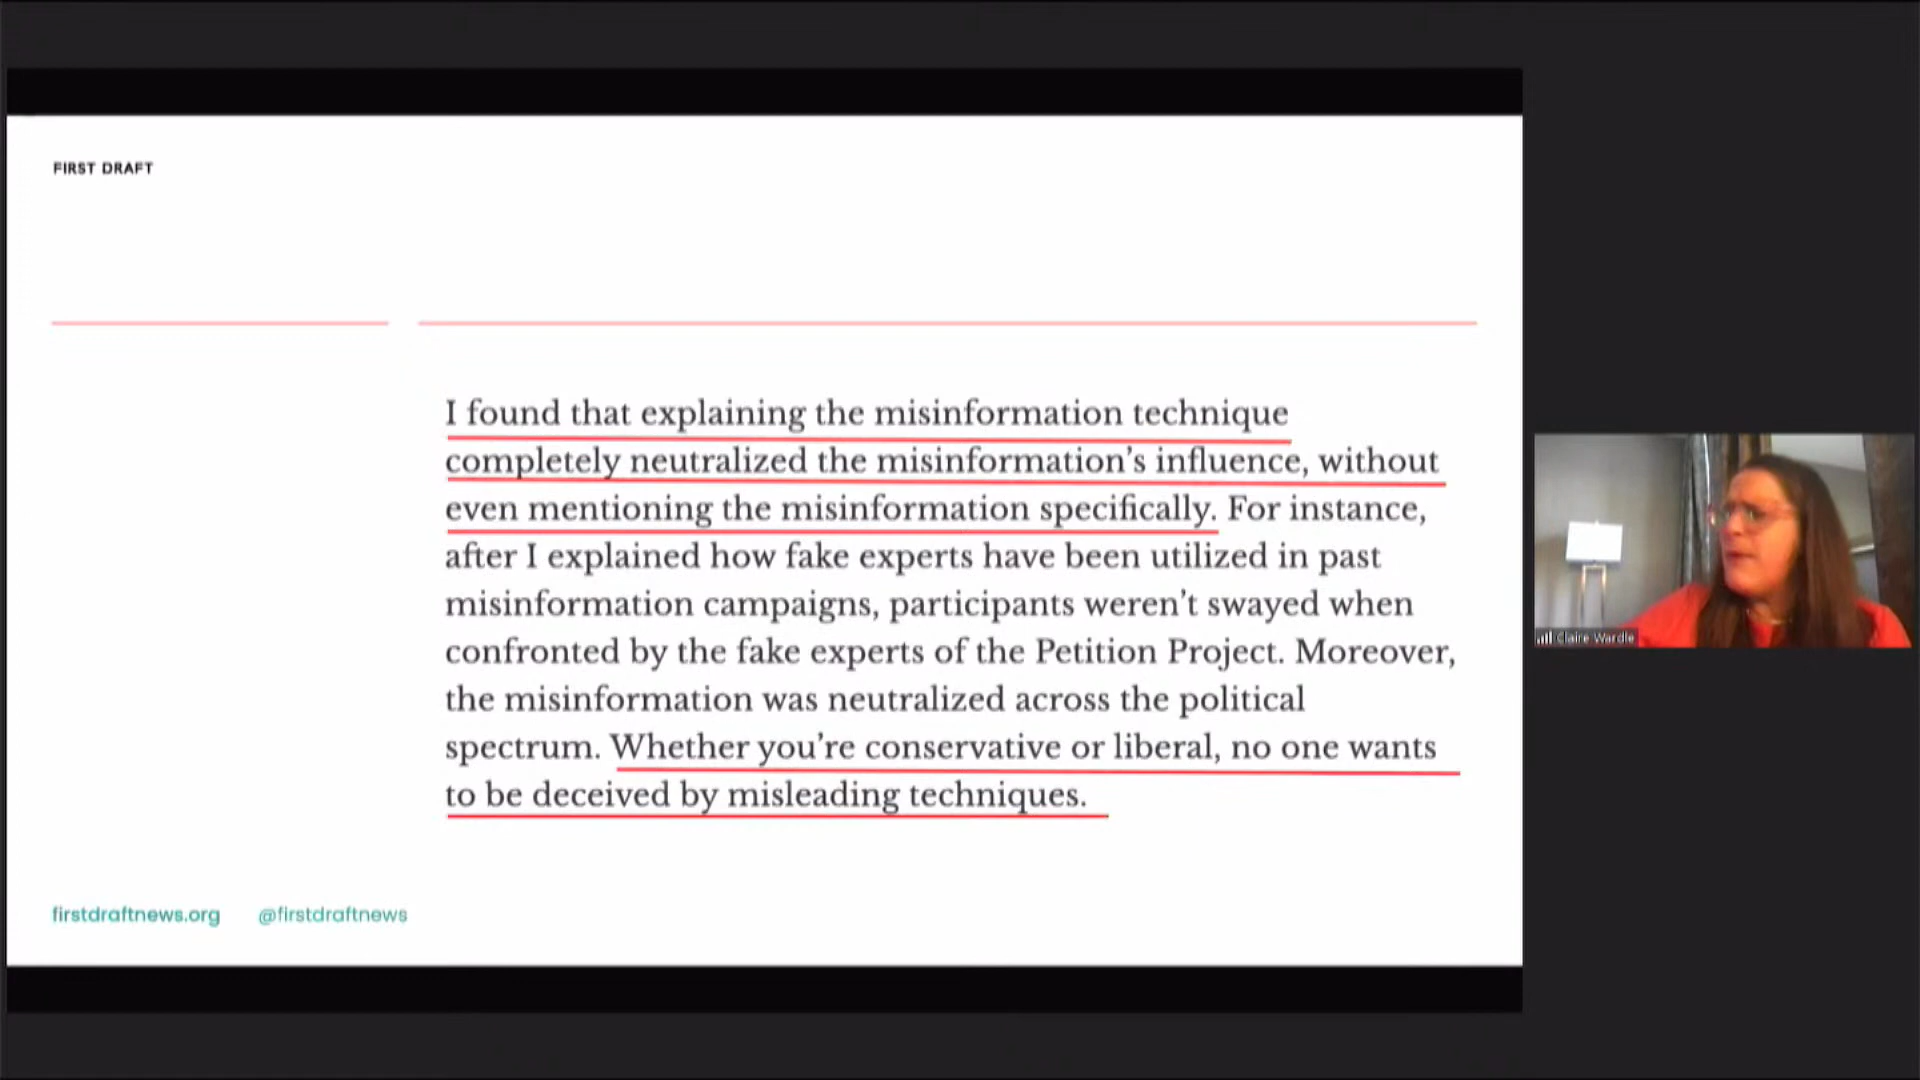 FIRST DRAFT
I found that explaining the misinformation technique
completely neutralized the misinformation’s influence, without
even mentioning the misinformation specifically. For instance,
after I explained how fake experts have been utilized in past
misinformation campaigns, participants weren’t swayed when
confronted by the fake experts of the Petition Project. Moreover,
the misinformation was neutralized across the political
spectrum. Whether you’re conservative or liberal, no one wants
to be deceived by misleading techniques.
firstdraftnews.org @firstdraftnews
Claire Wardle